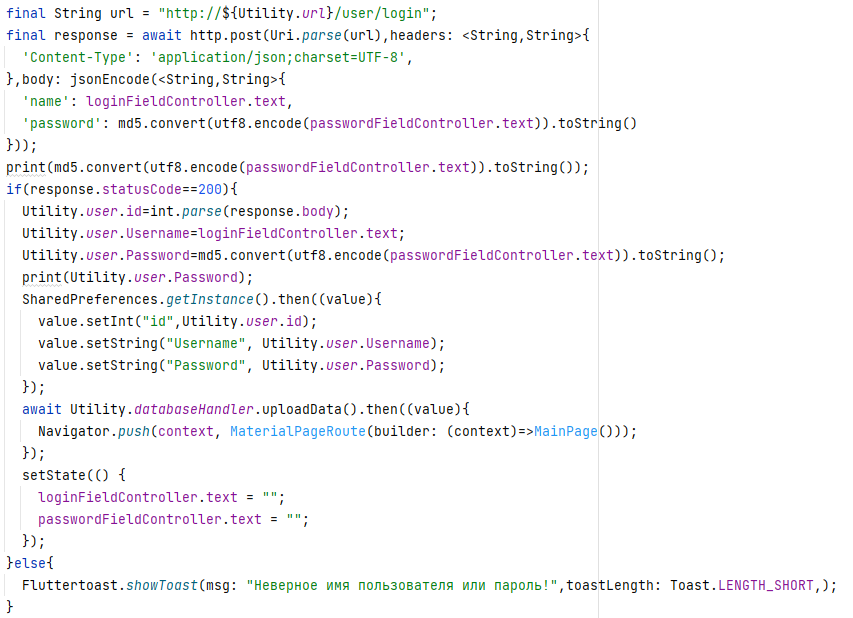 final String url = "http://${Utility.url}/user/login";
final response = await http.post(Uri.parse(url),headers: <String,String>{
  'Content-Type': 'application/json;charset=UTF-8',
},body: jsonEncode(<String,String>{
  'name': loginFieldController.text,
  'password': md5.convert(utf8.encode(passwordFieldController.text)).toString()
}));
print(md5.convert(utf8.encode(passwordFieldController.text)).toString());
if(response.statusCode==200){
  Utility.user.id=int.parse(response.body);
  Utility.user.Username=loginFieldController.text;
  Utility.user.Password=md5.convert(utf8.encode(passwordFieldController.text)).toString();
  print(Utility.user.Password);
  SharedPreferences.getInstance().then((value){
    value.setInt("id",Utility.user.id);
    value.setString("Username", Utility.user.Username);
    value.setString("Password", Utility.user.Password);
  });
  await Utility.databaseHandler.uploadData().then((value){
    Navigator.push(context, MaterialPageRoute(builder: (context)=>MainPage()));
  });
  setState(() {
    loginFieldController.text = "";
    passwordFieldController.text = "";
  });
}else{
  Fluttertoast.showToast(msg: "Неверное имя пользователя или пароль!",toastLength: Toast.LENGTH_SHORT,);
}